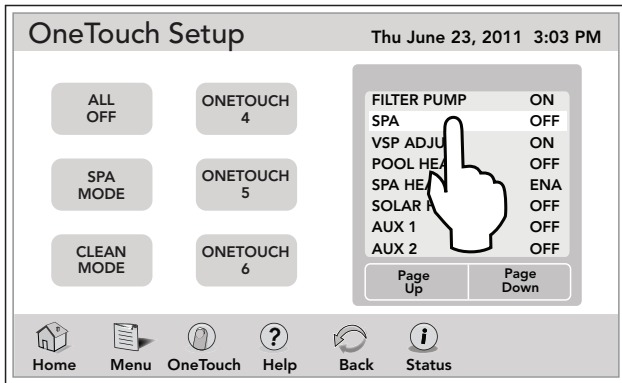 OneTouch Setup
Thu June 23, 2011 3:03 PM
ALL
OFF
ONETOUCH
4
SPA
MODE
ONETOUCH
5
CLEAN
MODE
ONETOUCH
6
FILTER PUMP ON
SPA OFF
VSP ADJU ON
POOL HEA OFF
SPA HEA ENA
SOLAR OFF
AUX 1 OFF
AUX 2 OFF
Page
Up
Page
Down
Home Menu OneTouch Help Back Status